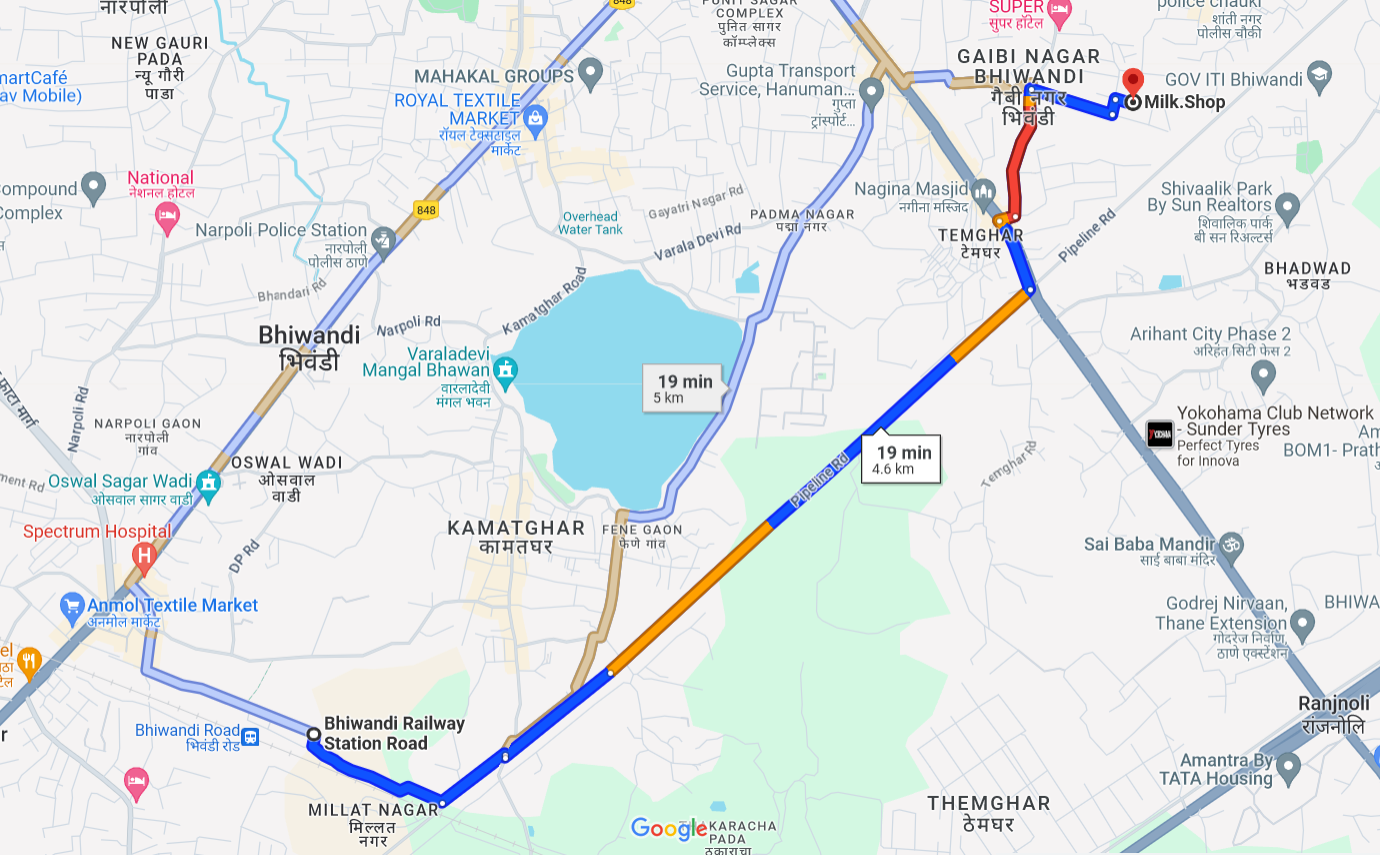 नारपोली
848
PUNIT SAGAR
COMPLEX
पुनित सागर
कॉम्प्लेक्स
SUPER
सुपर हॉटेल
police chauki
शांती नगर
पोलीस चौकी
NEW GAURI
PADA
न्यू गौरी
पाडा
martCafé
av Mobile)
MAHAKAL GROUPS
ROYAL TEXTILE
MARKET
रॉयल टेक्सटाइल
मार्केट
Gupta Transport
Service, Hanuman...
गुप्ता
ट्रांस्पोर्ट...
GAIBI NAGAR
BHIWANDI
गैबी नगर
भिवंडी
Milk.Shop
GOV ITI Bhiwandi
Compound
Complex
National
नॅशनल हॉटेल
848
Narpoli Police Station
नारपोली
पोलीस ठाणे
Bhandari Rd
Overhead
Water Tank
Gayatri Nagar Rd
Varala Devi Rd
PADMA NAGAR
पद्मा नगर
Nagina Masjid
नगीना मस्जिद
TEMGHAR
टेमघर
Pipeline Rd
Shivaalik Park
By Sun Realtors
शिवालिक पार्क
बी सन रिअल्टर्स
BHADWAD
भडवड
Kamatghar Road
Narpoli Rd
Bhiwandi
भिवंडी
Varaladevi
Mangal Bhawan
वारलादेवी
मंगल भवन
19 min
5 km
Arihant City Phase 2
अरिहंत सिटी फेस 2
Narpoli Rd
NARPOLI GAON
नारपोली
गांव
OSWAL WADI
ओसवाल
वाडी
Oswal Sagar Wadi
ओसवाल सागर वाडी
Spectrum Hospital
DP Rd
19 min
4.6 km
Pipeline Rd
Temghar Rd
Yokohama Club Network
- Sunder Tyres
Perfect Tyres
for Innova
BOM1- Prath
KAMATGHAR
कामतघर
FENE GAON
फेणे गांव
Sai Baba Mandir
साई बाबा मंदिर
Anmol Textile Market
अनमोल मार्केट
Godrej Nirvaan,
Thane Extension
गोदरेज निर्वाण,
ठाणे एक्स्टेंशन
BHIWA
Bhiwandi Road
भिवंडी रोड
Bhiwandi Railway
Station Road
Ranjnoli
रांजनोलि
Amantra By
TATA Housing
MILLAT NAGAR
मिल्लत
नगर
Google
THAKARACHA
PADA
ठकाराचा
THEMGHAR
ठेमघर